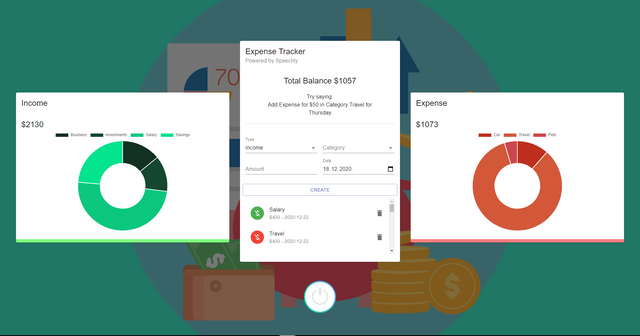 70
Income
$2130
Business Investments Salary Savings
Expense Tracker
Powered by Speechly
Total Balance $1057
Try saying:
Add Expense for $50 in Category Travel for
Thursday
Type
Income
Category
Amount
Date
18.12.2020.
CREATE
Salary
$400 - 2020-12-22
Travel
$400 - 2020-12-22
Expense
$1073
Car Travel Pets
$
$